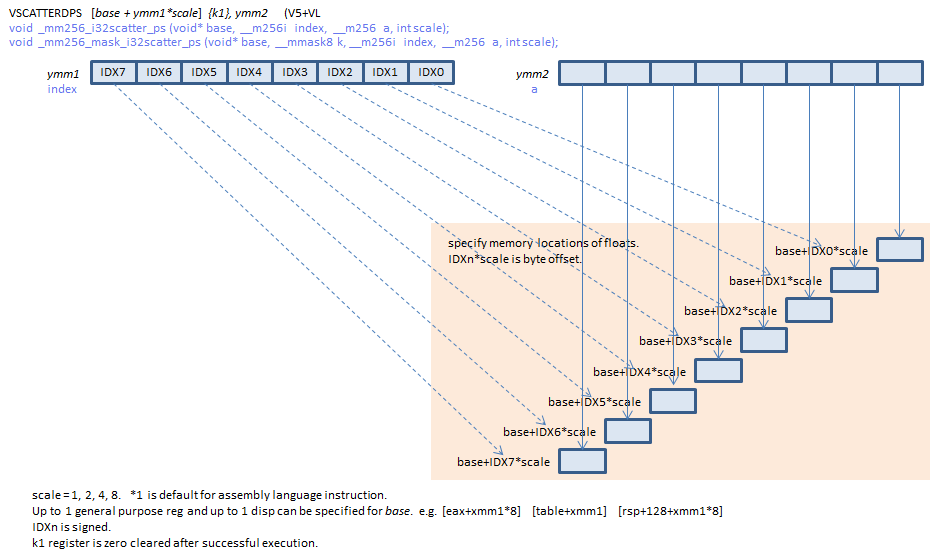 VSCATTERDPS [base + ymm1*scale] {k1}, ymm2 (V5+VL
void _mm256_i32scatter_ps (void* base, __m256i index, __m256 a, int scale);
void _mm256_mask_i32scatter_ps (void* base, __mmask8 k, __m256i index, __m256 a, int scale);
ymm1 IDX7 IDX6 IDX5 IDX4 IDX3 IDX2 IDX1 IDX0 ymm2
index a
specify memory locations of floats.
base+IDX0*scale
IDXn*scale is byte offset.
base+IDX1*scale
base+IDX2*scale
base+IDX3*scale
base+IDX4*scale
base+IDX5*scale
base+IDX6*scale
base+IDX7*scale
scale = 1, 2, 4, 8. *1 is default for assembly language instruction.
Up to 1 general purpose reg and up to 1 disp can be specified for base. e.g. [eax+xmm1*8] [table+xmm1] [rsp+128+xmm1*8]
IDXn is signed.
k1 register is zero cleared after successful execution.